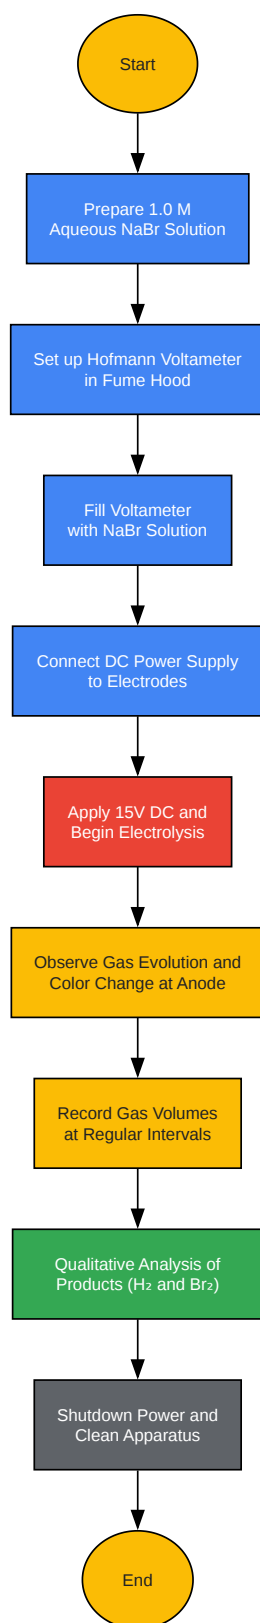 Start
Prepare 1.0 M
Aqueous NaBr Solution
Set up Hofmann Voltameter
in Fume Hood
Fill Voltameter
with NaBr Solution
Connect DC Power Supply
to Electrodes
Apply 15V DC and
Begin Electrolysis
Observe Gas Evolution and
Color Change at Anode
Record Gas Volumes
at Regular Intervals
Qualitative Analysis of
Products (H₂ and Br₂)
Shutdown Power and
Clean Apparatus
End